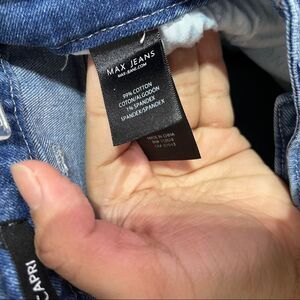 MAX JEANS
99% COTTON
COTTON/ALGODON
1% SPANDEX
SPANDEX/SPANDEX
MADE IN CHINA
CAPRI